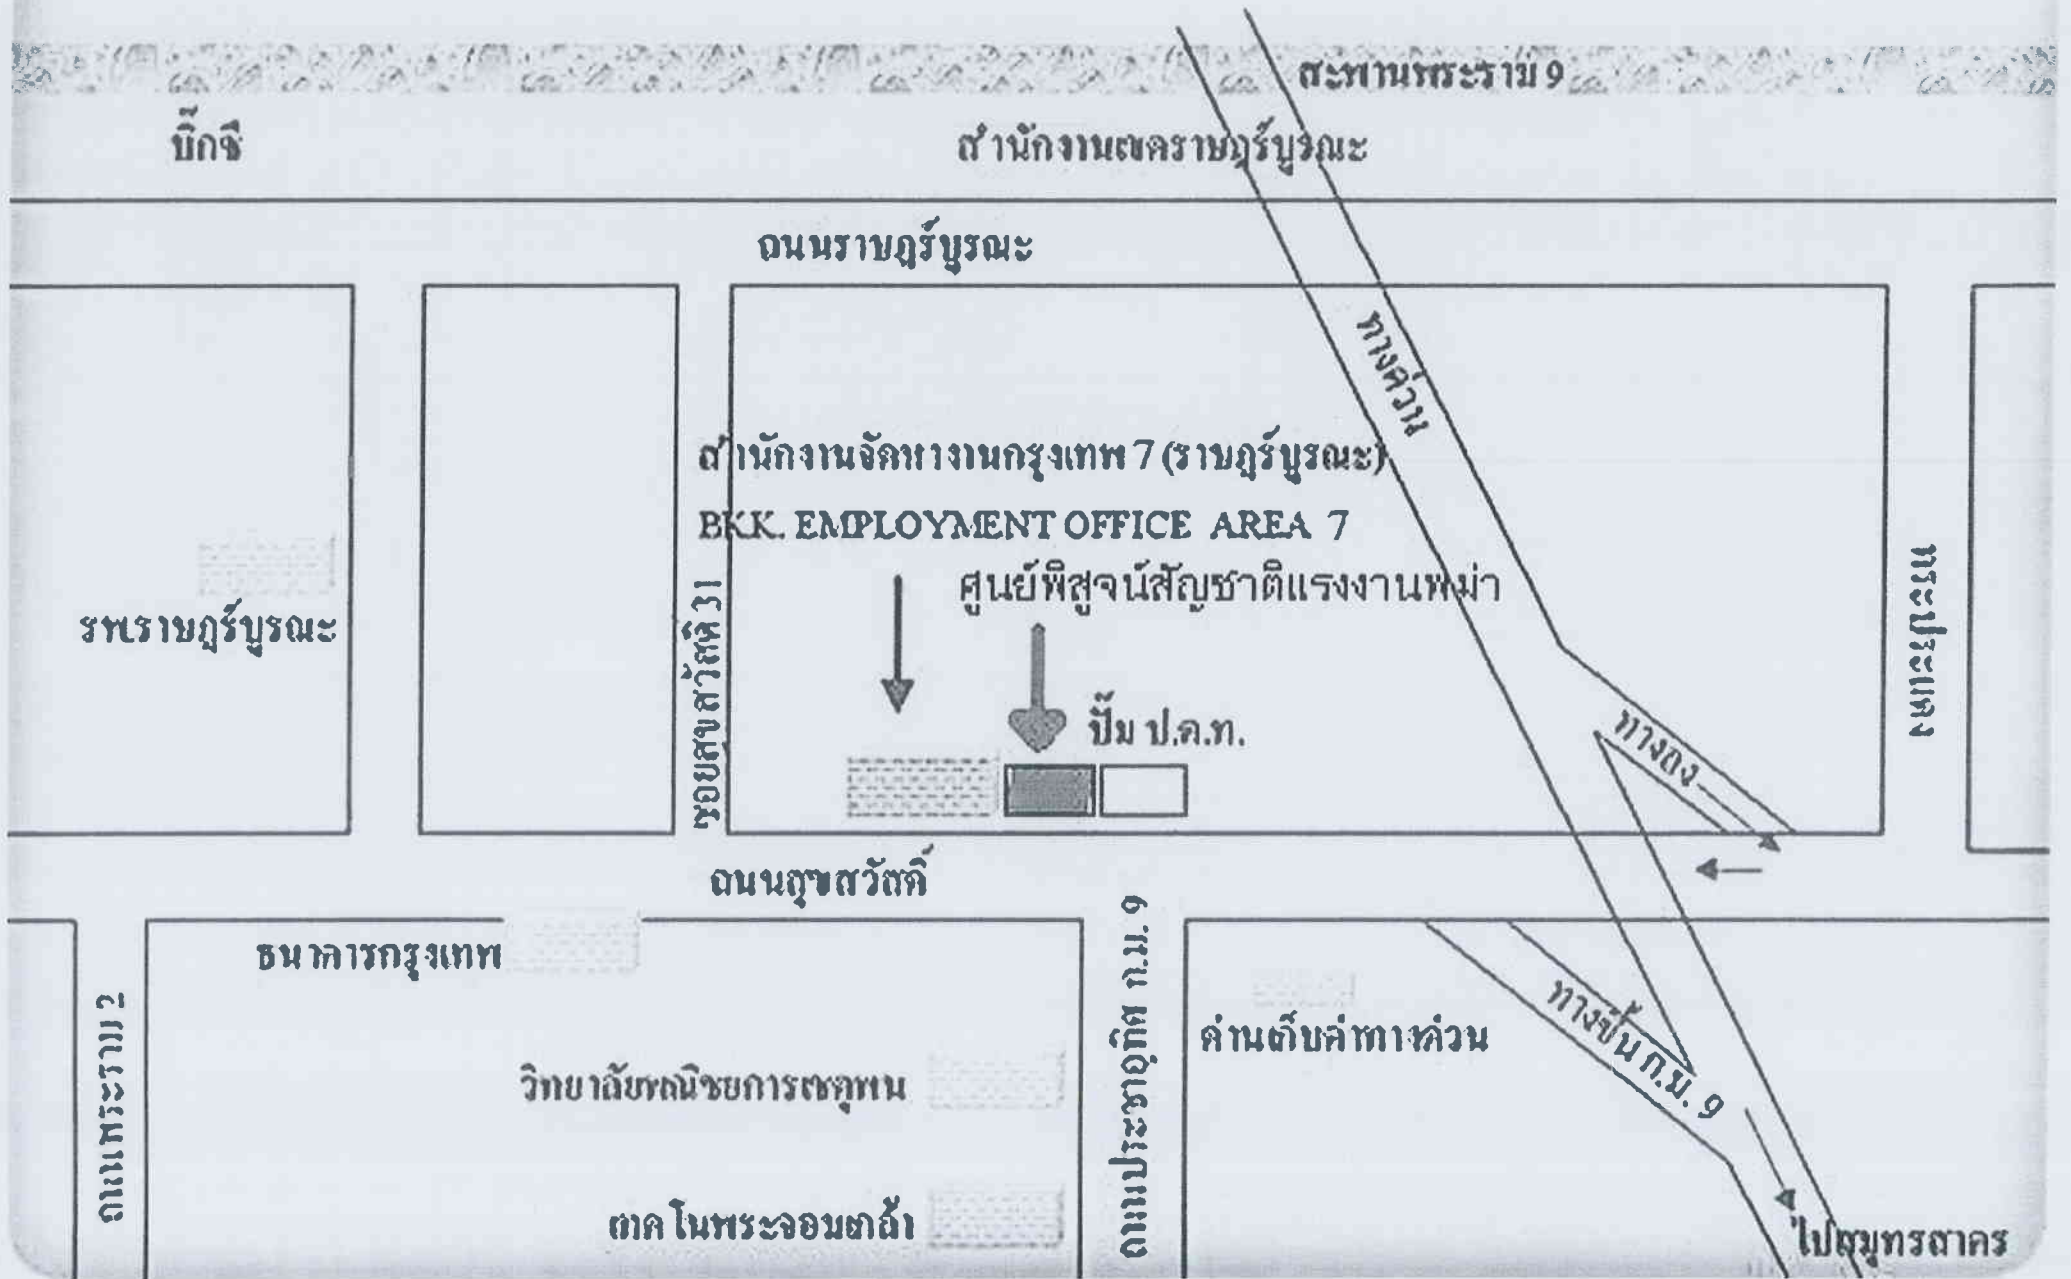 สะพานพระราม 9
บิ๊กซี
สำนักงานเขตราษฎร์บูรณะ
ถนนราษฎร์บูรณะ
ทางด่วน
สำนักงานจัดหางานกรุงเทพ 7 (ราษฎร์บูรณะ)
BKK. EMPLOYMENT OFFICE AREA 7
ศูนย์พิสูจน์สัญชาติแรงงานพม่า
รพ.ราษฎร์บูรณะ
ซอยสุขสวัสดิ์ 31
ปั๊ม ป.ต.ท.
ทางลง
พระประแดง
ถนนสุขสวัสดิ์
ธนาคารกรุงเทพ
ถนนพระราม 2
ถนนประชาอุทิศ ก.ม. 9
ด่านเก็บค่าทางด่วน
ทางขึ้น ก.ม. 9
วิทยาลัยพณิชยการเชตุพน
เทคโนพระจอมเกล้า
ไปสมุทรสาคร